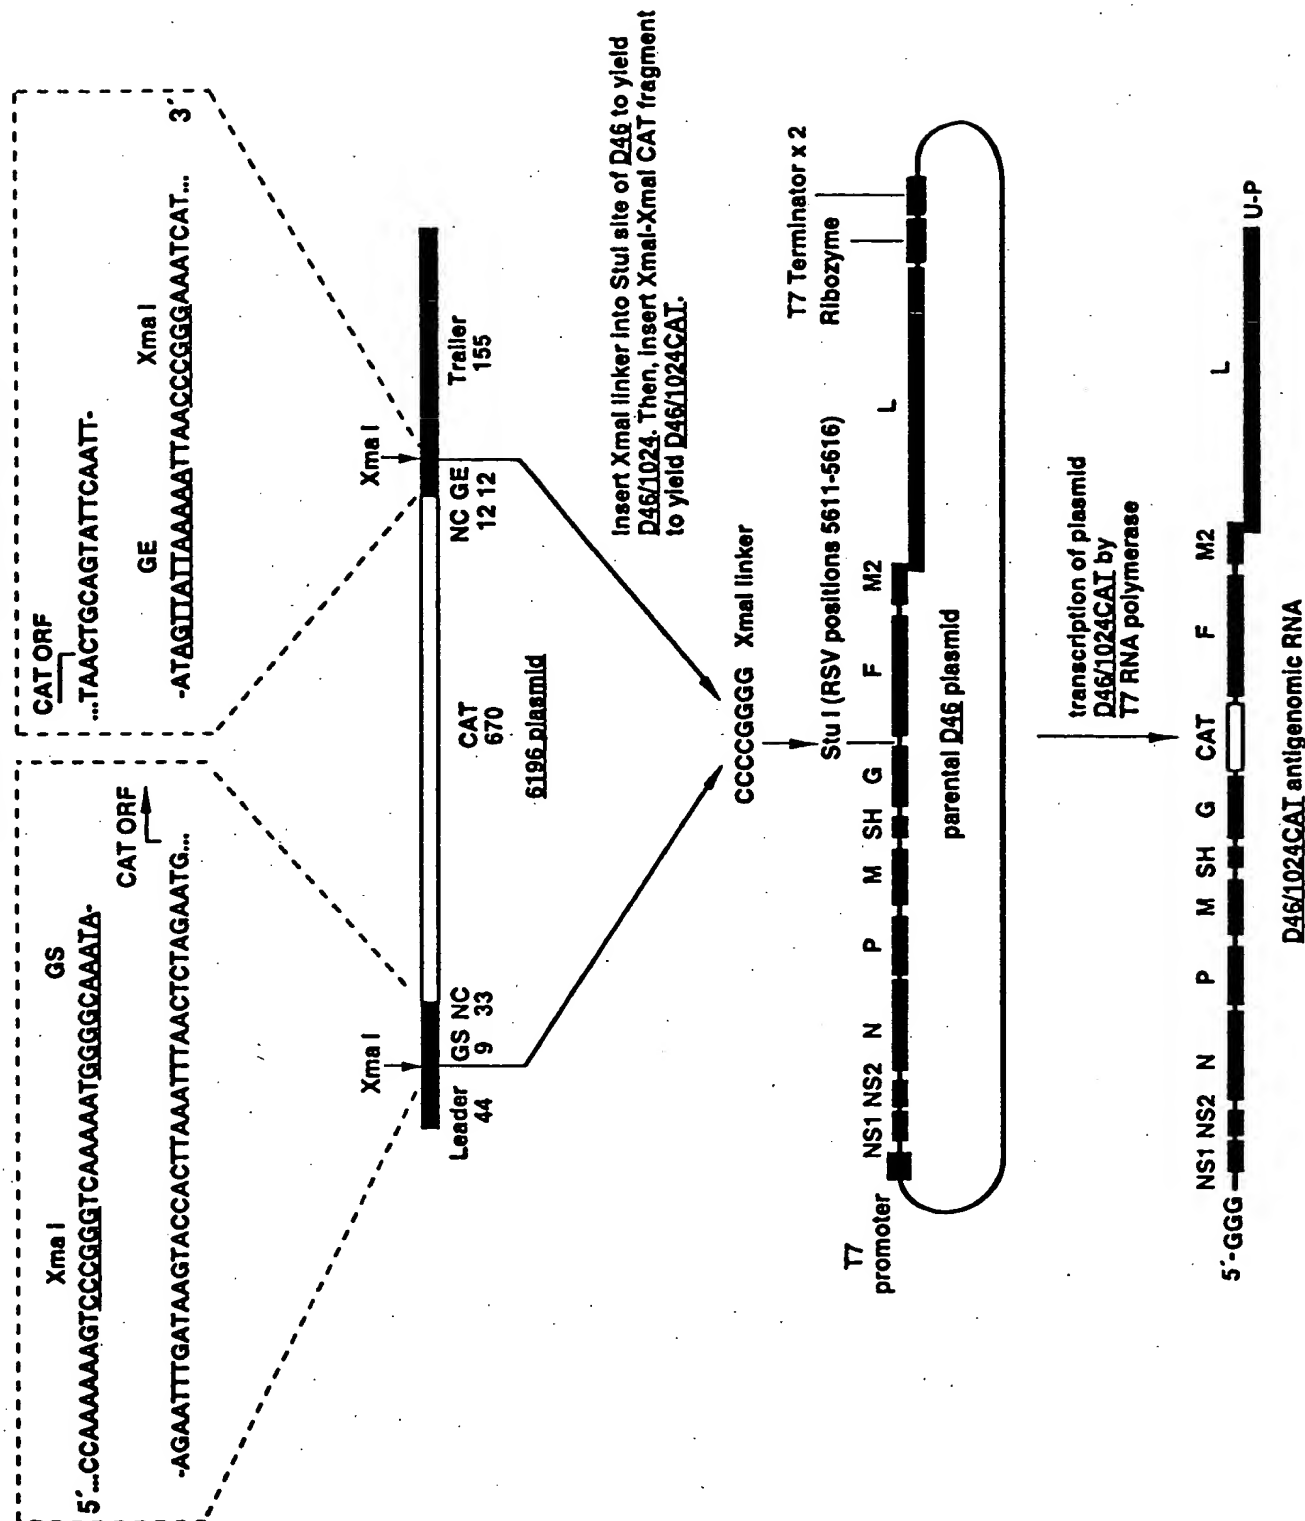 Xma I
GS
5′...CCAAAAAGTCCCGGGTCAAAAATGGGGCAAATA-
CAT ORF
-AGAATTTGATAAGTACCACTTAAATTTAACTCTAGAATG...
CAT ORF
...TAACTGCAGTATTCAATT-
GE
Xma I
-ATAGTTATTAAAAATTAACCCGGGAAATCAT...
3′
Xma I
Xma I
Leader
44
GS NC
9 33
CAT
670
NC GE
12 12
Trailer
155
6196 plasmid
Insert XmaI linker into StuI site of D46 to yield
D46/1024. Then, insert XmaI-XmaI CAT fragment
to yield D46/1024CAT.
CCCCGGGG XmaI linker
Stu I (RSV positions 5611-5616)
T7 Terminator x 2
Ribozyme
T7
promoter
NS1 NS2 N P M SH G F M2 L
parental D46 plasmid
transcription of plasmid
D46/1024CAT by
T7 RNA polymerase
NS1 NS2 N P M SH G CAT F M2 L
5′-GGG
U-P
D46/1024CAT antigenomic RNA